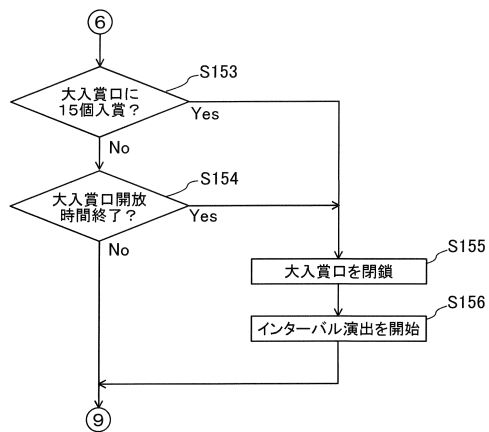 ⑥
S153
大入賞口に
15個入賞？
Yes
No
S154
大入賞口開放
時間終了？
Yes
No
S155
大入賞口を閉鎖
S156
インターバル演出を開始
⑨